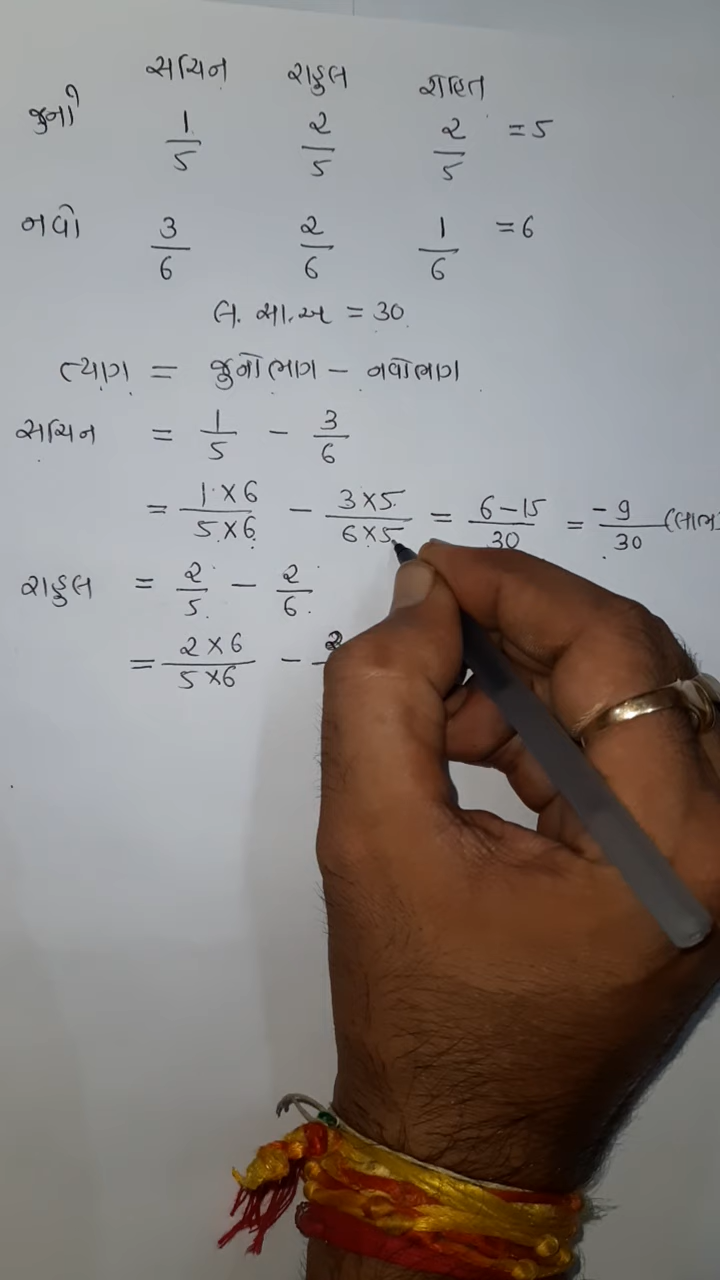 સચિન રાહુલ રોહિત
જુનો 1/5 2/5 2/5 = 5
નવો 3/6 2/6 1/6 = 6
લ. સા.અ = 30
ત્યાગ = જુનોભાગ - નવોભાગ
સચિન = 1/5 - 3/6
= 1×6/5×6 - 3×5/6×5 = 6-15/30 = -9/30 (લાભ
રાહુલ = 2/5 - 2/6
= 2×6/5×6 - 2